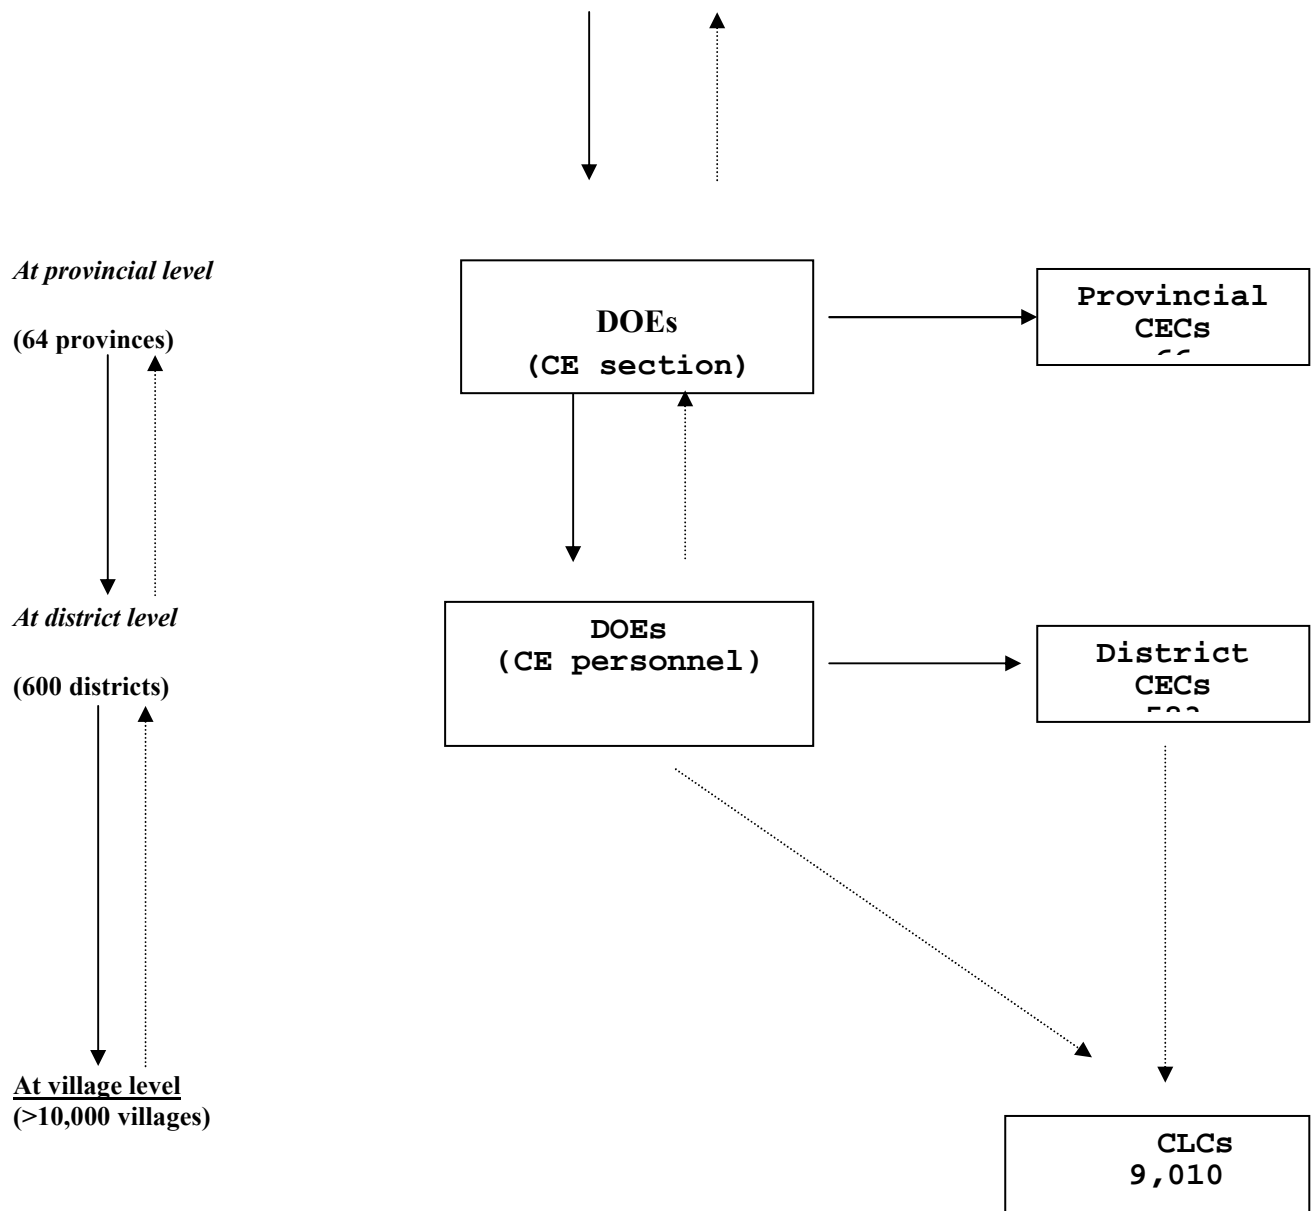 At provincial level
(64 provinces)
DOEs
(CE section)
Provincial
CECs
At district level
(600 districts)
DOEs
(CE personnel)
District
CECs
At village level
(>10,000 villages)
CLCs
9,010